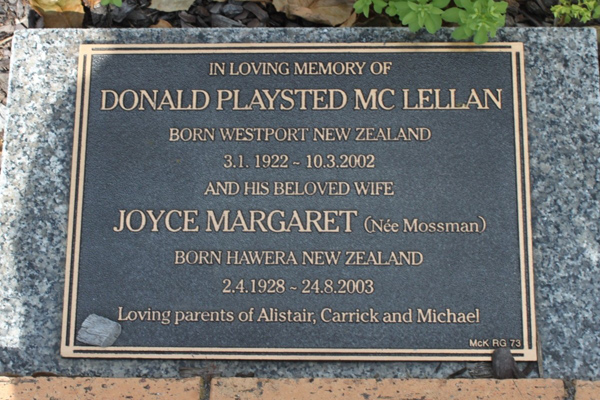 IN LOVING MEMORY OF
DONALD PLAYSTED MC LELLAN
BORN WESTPORT NEW ZEALAND
3.1. 1922 ~ 10.3.2002
AND HIS BELOVED WIFE
JOYCE MARGARET (Née Mossman)
BORN HAWERA NEW ZEALAND
2.4.1928 ~ 24.8.2003
Loving parents of Alistair, Carrick and Michael
McK RG 73